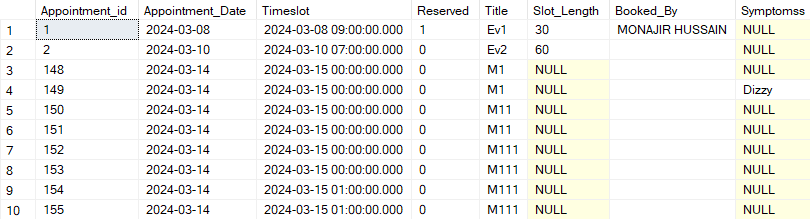 Appointment_id Appointment_Date Timeslot Reserved Title Slot_Length Booked_By Symptomss
1 1 2024-03-08 2024-03-08 09:00:00.000 1 Ev1 30 MONAJIR HUSSAIN NULL
2 2 2024-03-10 2024-03-10 07:00:00.000 0 Ev2 60 NULL
3 148 2024-03-14 2024-03-15 00:00:00.000 0 M1 NULL NULL
4 149 2024-03-14 2024-03-15 00:00:00.000 0 M1 NULL Dizzy
5 150 2024-03-14 2024-03-15 00:00:00.000 0 M11 NULL NULL
6 151 2024-03-14 2024-03-15 00:00:00.000 0 M11 NULL NULL
7 152 2024-03-14 2024-03-15 00:00:00.000 0 M111 NULL NULL
8 153 2024-03-14 2024-03-15 00:00:00.000 0 M111 NULL NULL
9 154 2024-03-14 2024-03-15 01:00:00.000 0 M111 NULL NULL
10 155 2024-03-14 2024-03-15 01:00:00.000 0 M111 NULL NULL